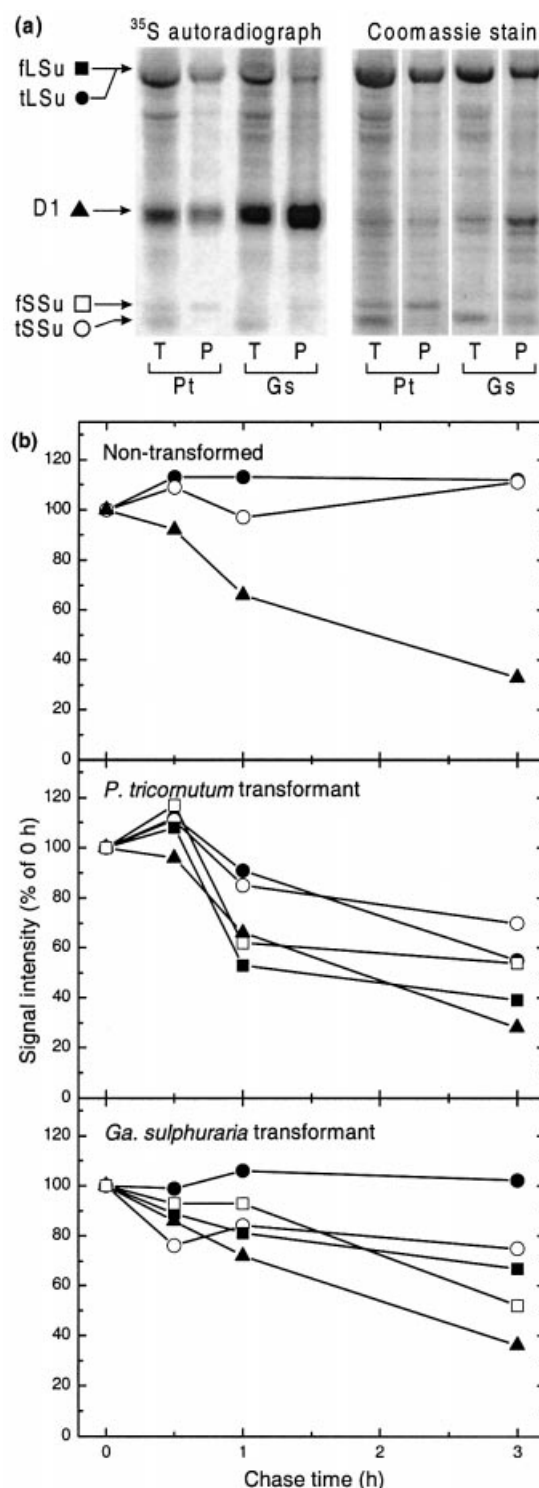 (a)
35S autoradiograph Coomassie stain
fLSu
tLSu
D1
fSSu
tSSu
T P T P T P T P
Pt Gs Pt Gs
(b)
Non-transformed
120
100
80
60
40
20
0
P. tricornutum transformant
120
100
80
60
40
20
0
Ga. sulphuraria transformant
100
80
60
40
20
0
Signal intensity (% of 0 h)
0 1 2 3
Chase time (h)